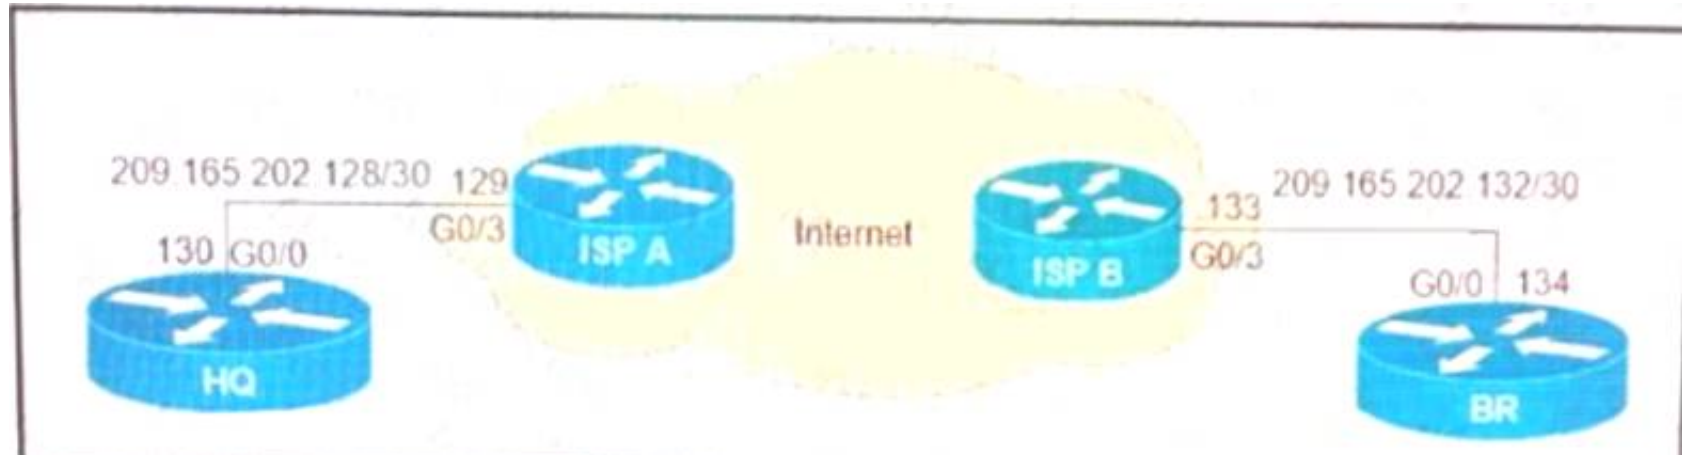 209 165 202 128/30
129
G0/3
130 G0/0
HQ
ISP A
Internet
ISP B
133
G0/3
209 165 202 132/30
G0/0 134
BR